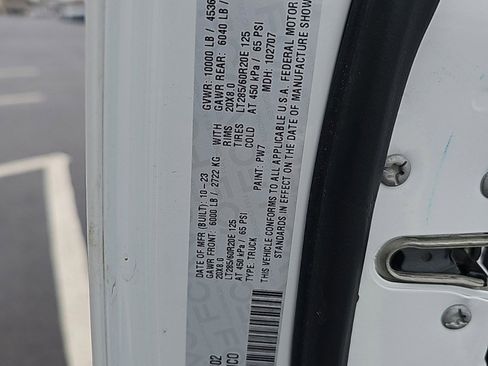 DATE OF MFR (BUILT): 10-23 GVWR: 10000 LB / 4536
GAWR FRONT: 6000 LB / 2722 KG WITH GAWR REAR: 6040 LB /
20X8.0 RIMS 20X8.0
LT285/60R20E 125 TIRES LT285/60R20E 125
AT 450 kPa / 65 PSI COLD AT 450 kPa / 65 PSI
TYPE: TRUCK PAINT: PW7 MDH: 102707
THIS VEHICLE CONFORMS TO ALL APPLICABLE U.S.A. FEDERAL MOTOR
STANDARDS IN EFFECT ON THE DATE OF MANUFACTURE SHOW
02